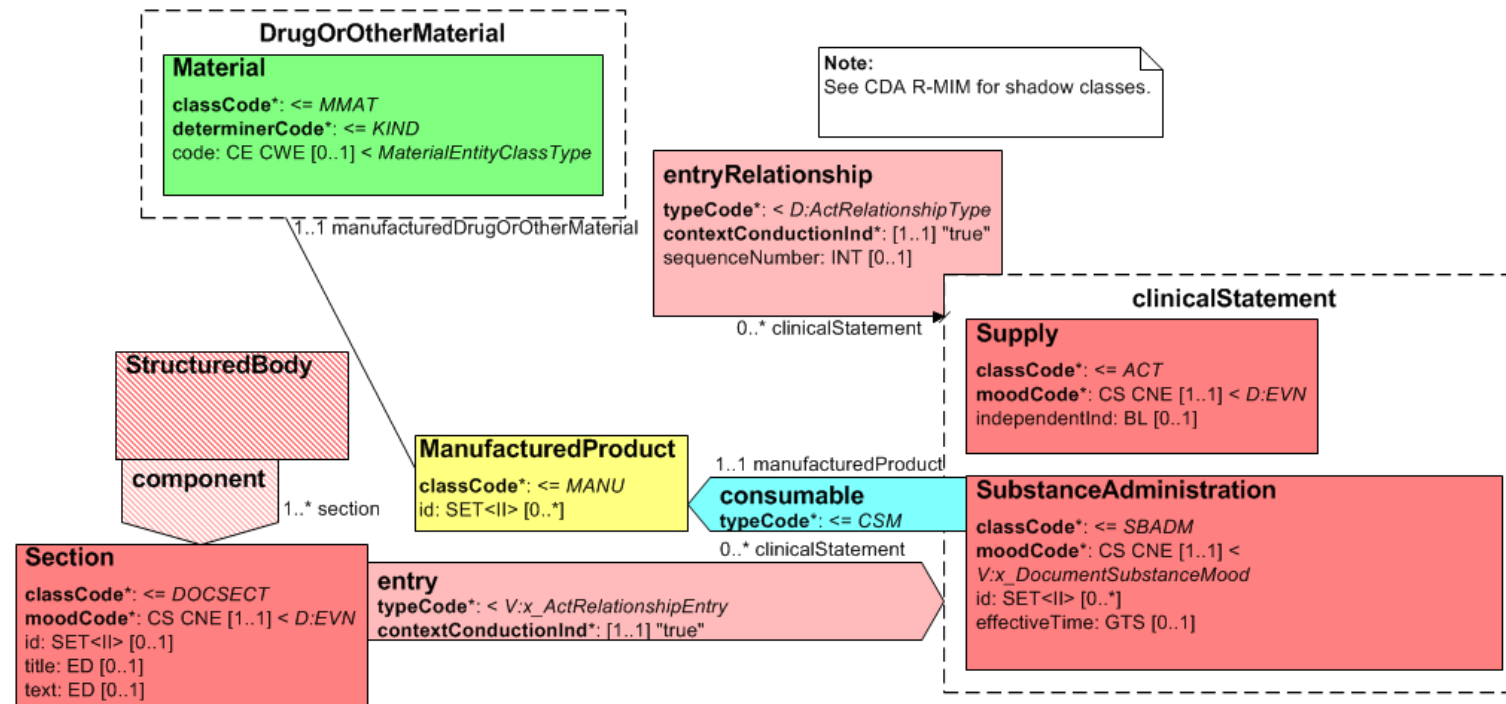 DrugOrOtherMaterial
Material
classCode*: <= MMAT
determinerCode*: <= KIND
code: CE CWE [0..1] < MaterialEntityClassType
1..1 manufacturedDrugOrOtherMaterial
Note:
See CDA R-MIM for shadow classes.
entryRelationship
typeCode*: < D:ActRelationshipType
contextConductionInd*: [1..1] "true"
sequenceNumber: INT [0..1]
0..* clinicalStatement
clinicalStatement
Supply
classCode*: <= ACT
moodCode*: CS CNE [1..1] < D:EVN
independentInd: BL [0..1]
StructuredBody
component
1..* section
ManufacturedProduct
classCode*: <= MANU
id: SET<II> [0..*]
1..1 manufacturedProduct
consumable
typeCode*: <= CSM
SubstanceAdministration
classCode*: <= SBADM
moodCode*: CS CNE [1..1] <
V:x_DocumentSubstanceMood
id: SET<II> [0..*]
effectiveTime: GTS [0..1]
Section
classCode*: <= DOCSECT
moodCode*: CS CNE [1..1] < D:EVN
id: SET<II> [0..1]
title: ED [0..1]
text: ED [0..1]
0..* clinicalStatement
entry
typeCode*: < V:x_ActRelationshipEntry
contextConductionInd*: [1..1] "true"